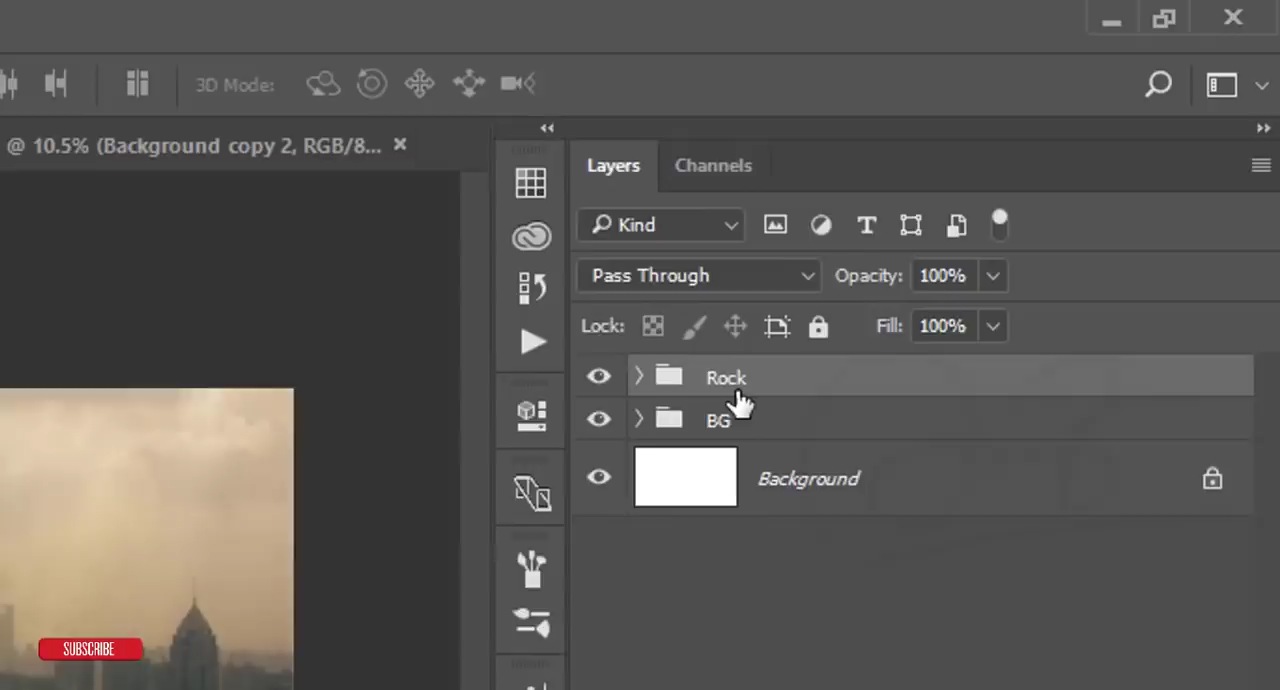 3D Mode:
@ 10.5% (Background copy 2, RGB/8... ×
Layers
Channels
Kind
T
Pass Through
Opacity:
100%
Lock:
Fill:
100%
Rock
BG
Background
SUBSCRIBE